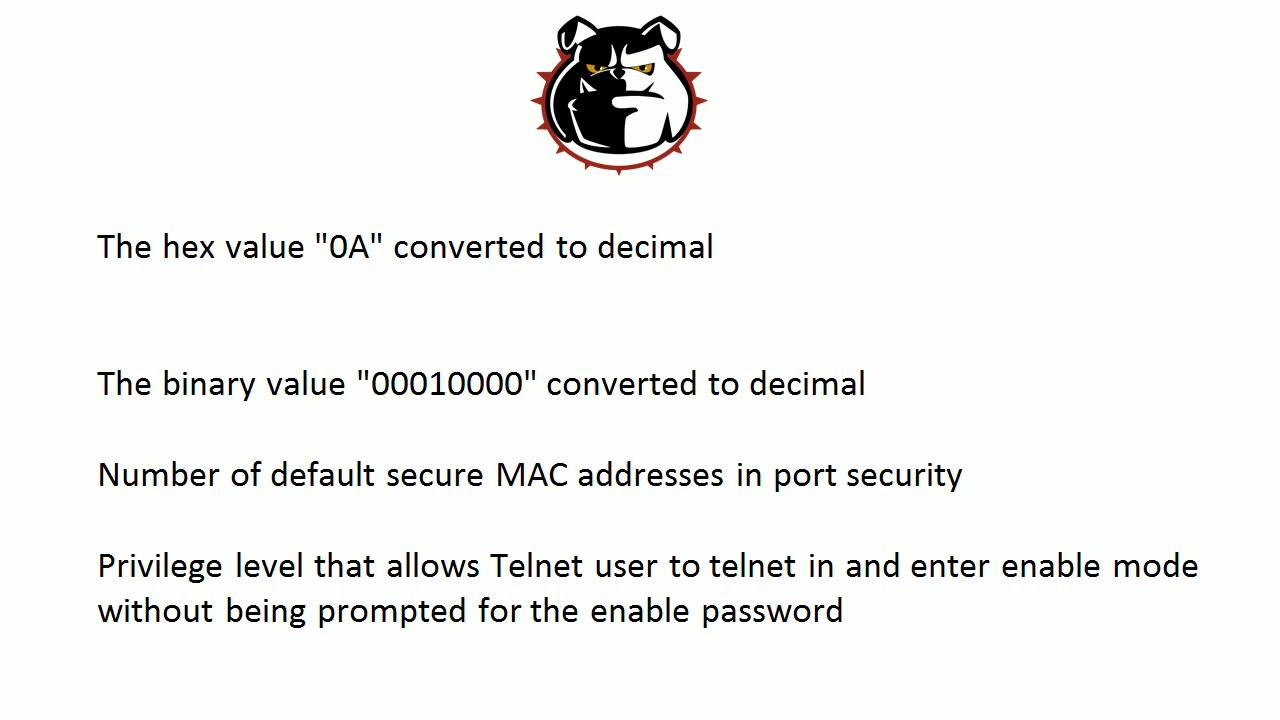 The hex value "0A" converted to decimal
The binary value "00010000" converted to decimal
Number of default secure MAC addresses in port security
Privilege level that allows Telnet user to telnet in and enter enable mode
without being prompted for the enable password